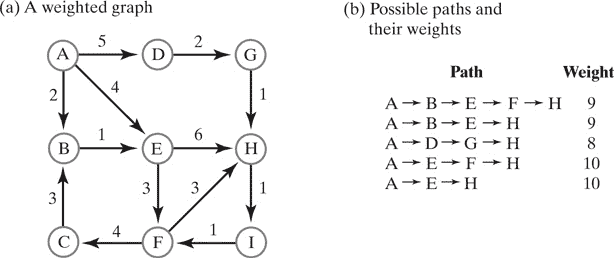 (a) A weighted graph
A 5 D 2 G
2 4 1
B 1 E 6 H
3 3 3 1
C 4 F 1 I
(b) Possible paths and
their weights
Path Weight
A → B → E → F → H 9
A → B → E → H 9
A → D → G → H 8
A → E → F → H 10
A → E → H 10